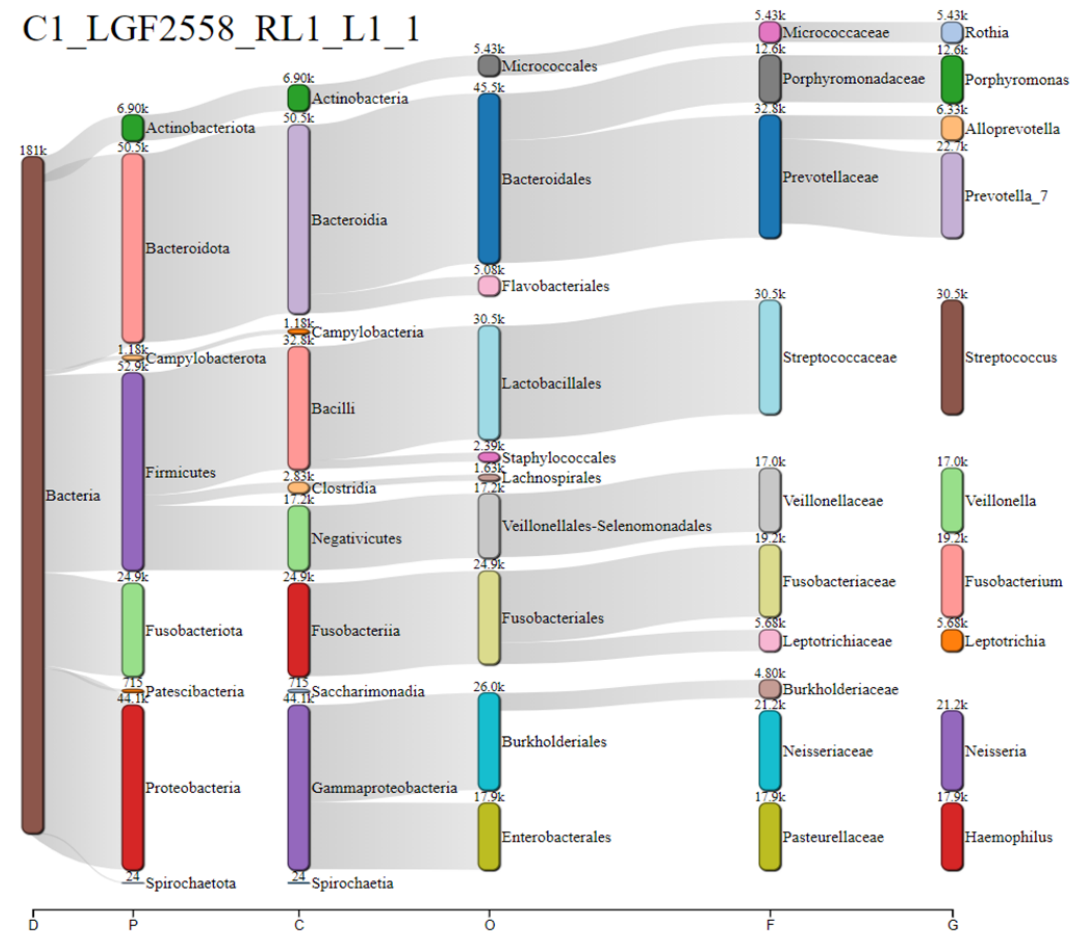 C1_LGF2558_RL1_L1_1
181k
Bacteria
6.90k
Actinobacteriota
50.5k
Bacteroidota
1.18k
Campylobacterota
52.9k
Firmicutes
24.9k
Fusobacteriota
715
Patescibacteria
44.1k
Proteobacteria
24
Spirochaetota
6.90k
Actinobacteria
50.5k
Bacteroidia
1.18k
Campylobacteria
32.8k
Bacilli
2.83k
Clostridia
17.2k
Negativicutes
24.9k
Fusobacteriia
715
Saccharimonadia
44.1k
Gammaproteobacteria
24
Spirochaetia
5.43k
Micrococcales
45.5k
Bacteroidales
5.08k
Flavobacteriales
30.5k
Lactobacillales
2.39k
Staphylococcales
1.63k
Lachnospirales
17.2k
Veillonellales-Selenomonadales
24.9k
Fusobacteriales
26.0k
Burkholderiales
17.9k
Enterobacterales
5.43k
Micrococcaceae
12.6k
Porphyromonadaceae
32.8k
Prevotellaceae
30.5k
Streptococcaceae
17.0k
Veillonellaceae
19.2k
Fusobacteriaceae
5.68k
Leptotrichiaceae
4.80k
Burkholderiaceae
21.2k
Neisseriaceae
17.9k
Pasteurellaceae
5.43k
Rothia
12.6k
Porphyromonas
6.33k
Alloprevotella
22.7k
Prevotella_7
30.5k
Streptococcus
17.0k
Veillonella
19.2k
Fusobacterium
5.68k
Leptotrichia
21.2k
Neisseria
17.9k
Haemophilus
D P C O F G